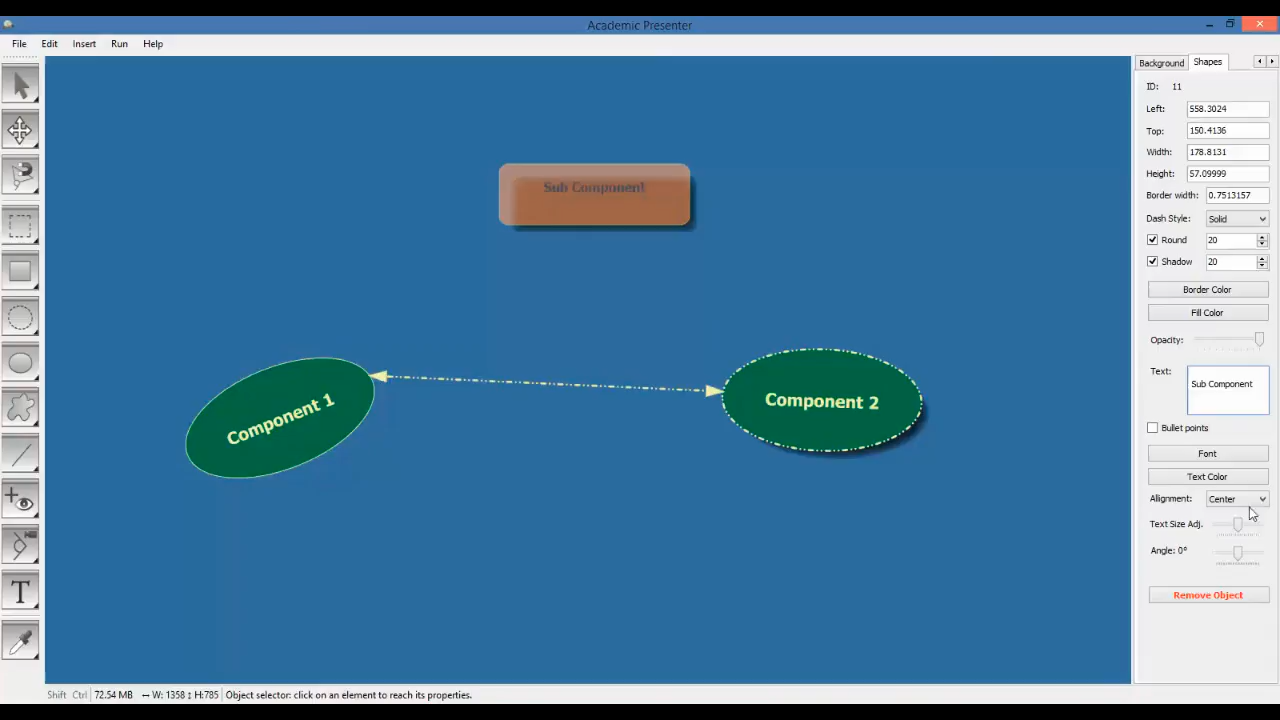 Academic Presenter
File Edit Insert Run Help
Background Shapes
ID: 11
Left: 558.3024
Top: 150.4136
Width: 178.8131
Height: 57.09999
Border width: 0.7513157
Dash Style: Solid
Round 20
Shadow 20
Border Color
Fill Color
Opacity:
Text: Sub Component
Bullet points
Font
Text Color
Allignment: Center
Text Size Adj.
Angle: 0°
Remove Object
Sub Component
Component 1
Component 2
T
Shift Ctrl 72.54 MB ↔ W: 1358 ↕ H:785 Object selector: click on an element to reach its properties.